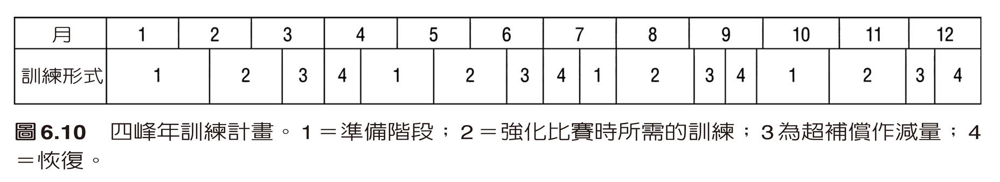 月 1 2 3 4 5 6 7 8 9 10 11 12
訓練形式 1 2 3 4 1 2 3 4 1 2 3 4 1 2 3 4
圖6.10 四峰年訓練計畫。1＝準備階段；2＝強化比賽時所需的訓練；3為超補償作減量；4
＝恢復。